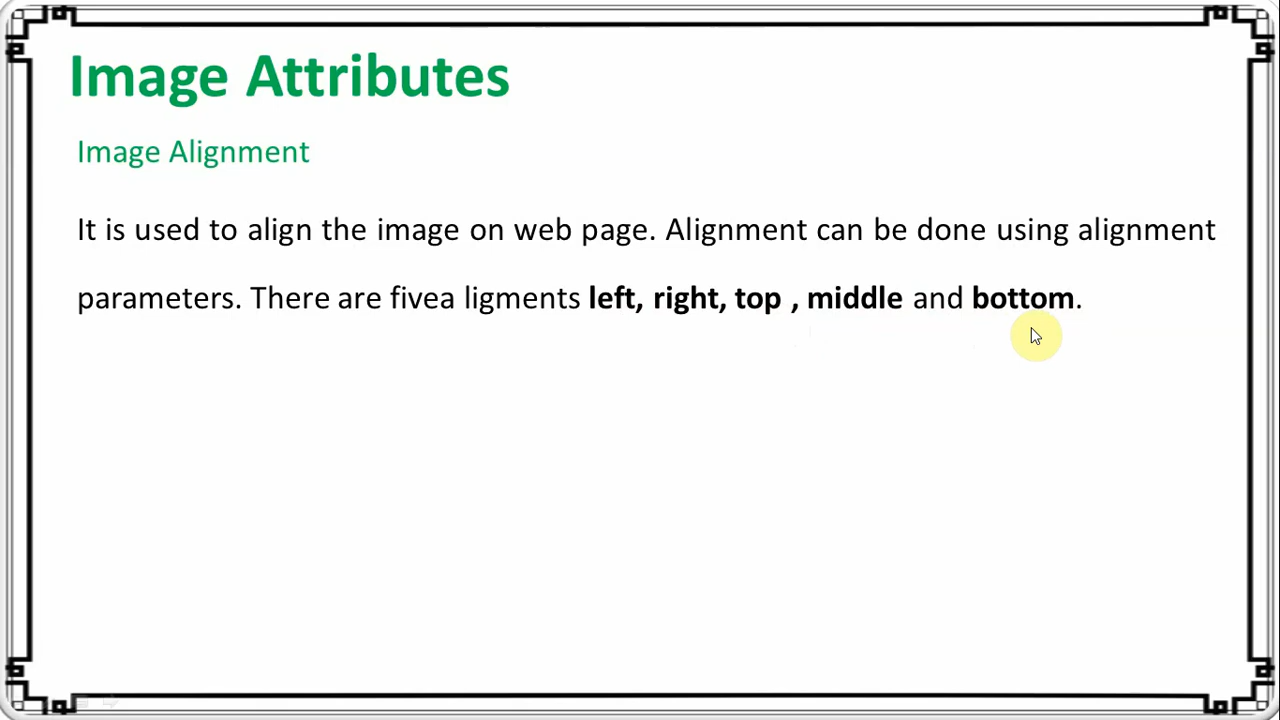 Image Attributes
Image Alignment
It is used to align the image on web page. Alignment can be done using alignment
parameters. There are fivea ligments left, right, top , middle and bottom.